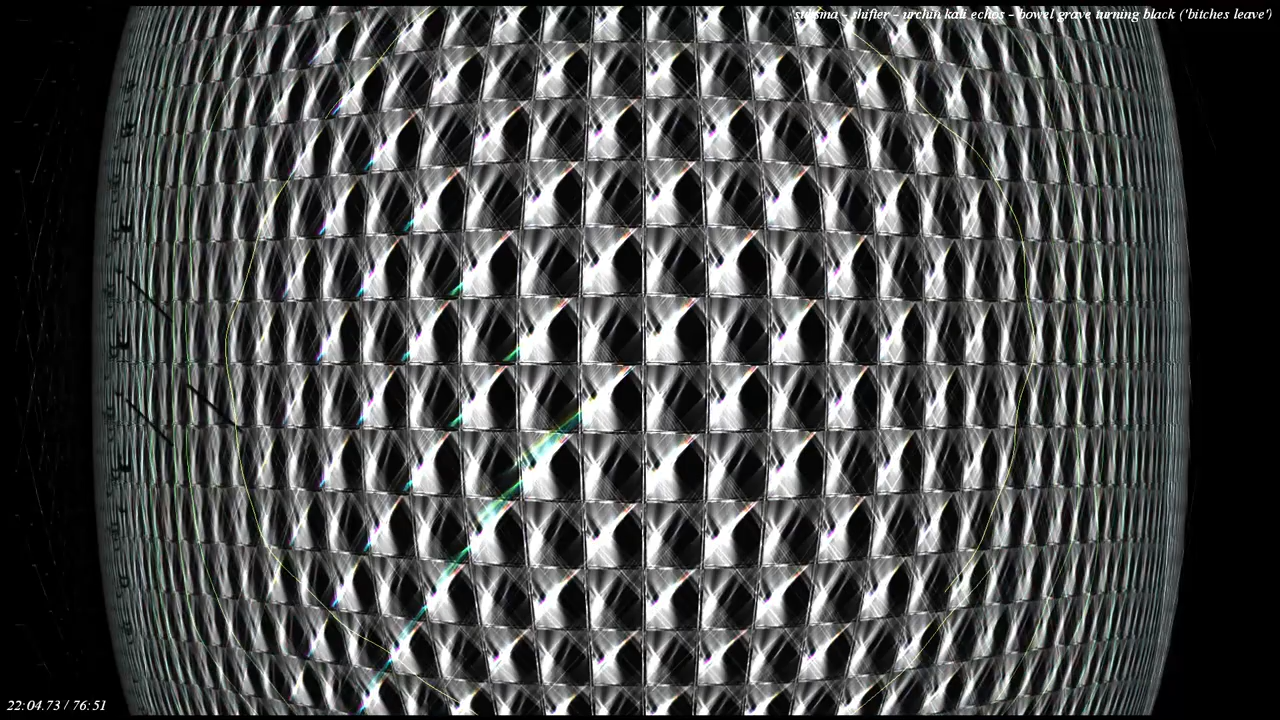 - shifter - urchin kali echos - bowel grave turning black ('bitches leave')
22:04.73 / 76:51